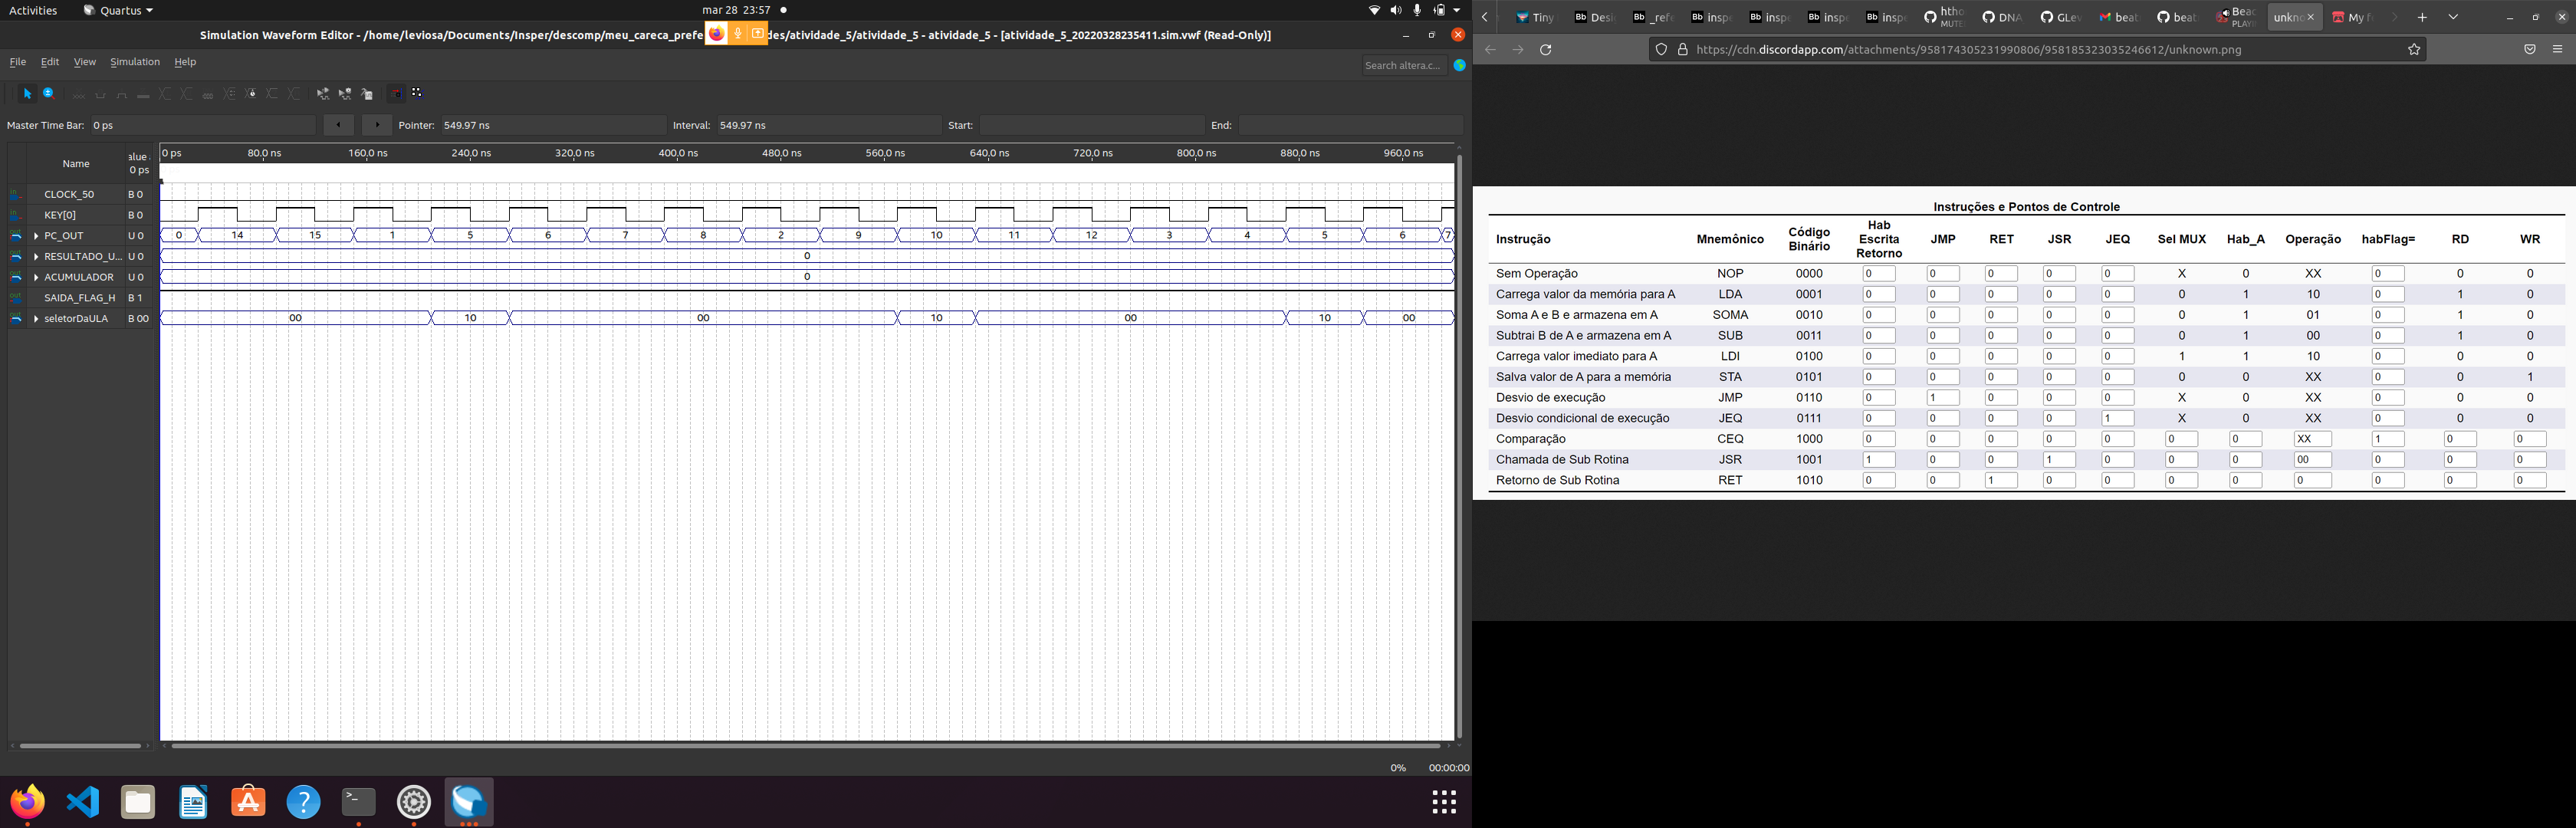 Activities Quartus mar 28 23:57
Simulation Waveform Editor - /home/leviosa/Documents/Insper/descomp/meu_careca_prefe des/atividade_5/atividade_5 - atividade_5 - [atividade_5_20220328235411.sim.vwf (Read-Only)]
File Edit View Simulation Help Search altera.c...
Master Time Bar: 0 ps Pointer: 549.97 ns Interval: 549.97 ns Start: End:
Name alue 0 ps
0 ps 80.0 ns 160.0 ns 240.0 ns 320.0 ns 400.0 ns 480.0 ns 560.0 ns 640.0 ns 720.0 ns 800.0 ns 880.0 ns 960.0 ns
CLOCK_50 B 0
KEY[0] B 0
PC_OUT U 0 0 14 15 1 5 6 7 8 2 9 10 11 12 3 4 5 6 7
RESULTADO_U... U 0 0
ACUMULADOR U 0 0
SAIDA_FLAG_H B 1
seletorDaULA B 00 00 10 00 10 00 10 00
0% 00:00:00
Tiny Bb Desi Bb _refe Bb inspe Bb inspe Bb inspe Bb inspe htho MUTE DNA GLev beat beat Beac PLAYI unkno My f
https://cdn.discordapp.com/attachments/958174305231990806/958185323035246612/unknown.png
Instruções e Pontos de Controle
Instrução Mnemônico Código Binário Hab Escrita Retorno JMP RET JSR JEQ Sel MUX Hab_A Operação habFlag= RD WR
Sem Operação NOP 0000 0 0 0 0 0 X 0 XX 0 0 0
Carrega valor da memória para A LDA 0001 0 0 0 0 0 0 1 10 0 1 0
Soma A e B e armazena em A SOMA 0010 0 0 0 0 0 0 1 01 0 1 0
Subtrai B de A e armazena em A SUB 0011 0 0 0 0 0 0 1 00 0 1 0
Carrega valor imediato para A LDI 0100 0 0 0 0 0 1 1 10 0 0 0
Salva valor de A para a memória STA 0101 0 0 0 0 0 0 0 XX 0 0 1
Desvio de execução JMP 0110 0 1 0 0 0 X 0 XX 0 0 0
Desvio condicional de execução JEQ 0111 0 0 0 0 1 X 0 XX 0 0 0
Comparação CEQ 1000 0 0 0 0 0 0 0 XX 1 0 0
Chamada de Sub Rotina JSR 1001 1 0 0 1 0 0 0 00 0 0 0
Retorno de Sub Rotina RET 1010 0 0 1 0 0 0 0 0 0 0 0